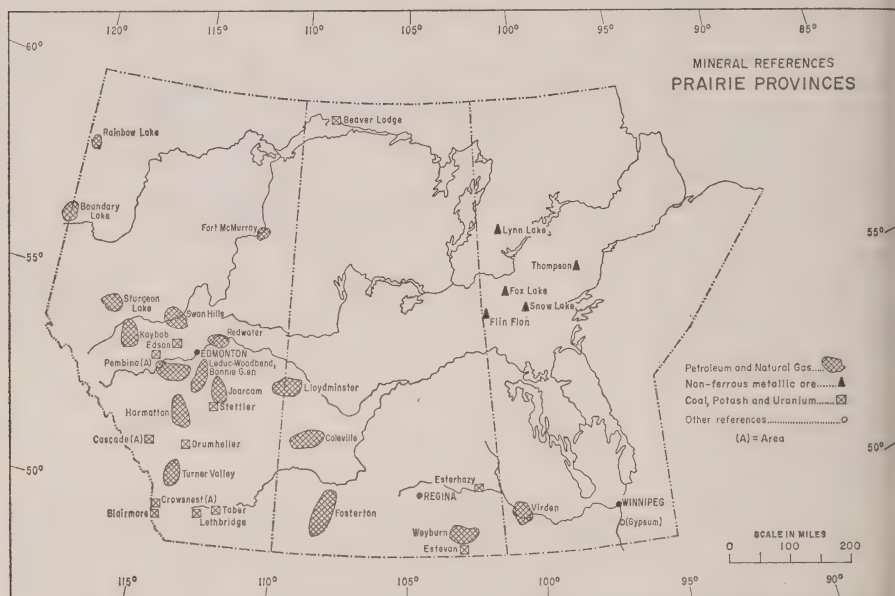 120°
115°
110°
105°
100°
95°
90°
85°
60°
MINERAL REFERENCES
PRAIRIE PROVINCES
Beaver Lodge
Rainbow Lake
Boundary
Lake
Fort McMurray
Lynn Lake
55°
55°
Thompson
Fox Lake
Snow Lake
Flin Flon
Sturgeon
Lake
Swan Hills
Kaybob
Edson
Redwater
EDMONTON
Leduc-Woodbend,
Bonnie Glen
Pembina (A)
Joarcam
Stettler
Lloydminster
Harmatton
Cascade (A)
Drumheller
Coleville
50°
50°
Turner Valley
Crowsnest (A)
Blairmore
Taber
Lethbridge
Fosterton
Esterhazy
REGINA
Virden
WINNIPEG
(Gypsum)
Weyburn
Estevan
Petroleum and Natural Gas
Non-ferrous metallic ore
Coal, Potash and Uranium
Other references
(A) = Area
SCALE IN MILES
0 100 200
115°
110°
105°
100°
95°
90°